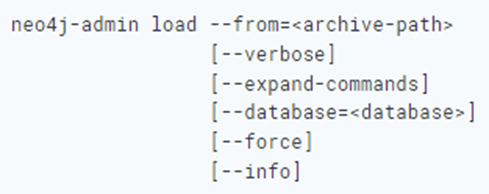 neo4j-admin load --from=<archive-path>
[--verbose]
[--expand-commands]
[--database=<database>]
[--force]
[--info]